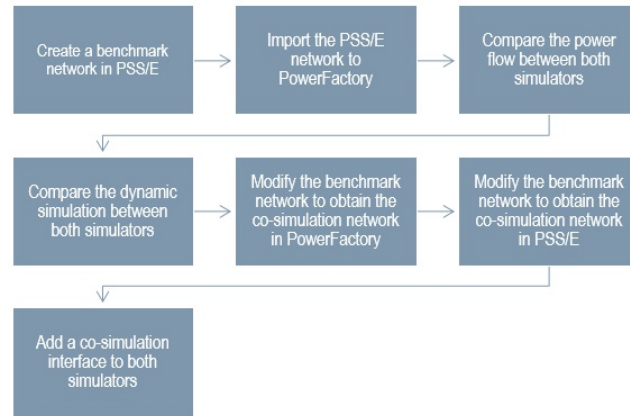 Create a benchmark
network in PSS/E
Import the PSS/E
network to
PowerFactory
Compare the power
flow between both
simulators
Compare the dynamic
simulation between
both simulators
Modify the benchmark
network to obtain the
co-simulation network
in PowerFactory
Modify the benchmark
network to obtain the
co-simulation network
in PSS/E
Add a co-simulation
interface to both
simulators